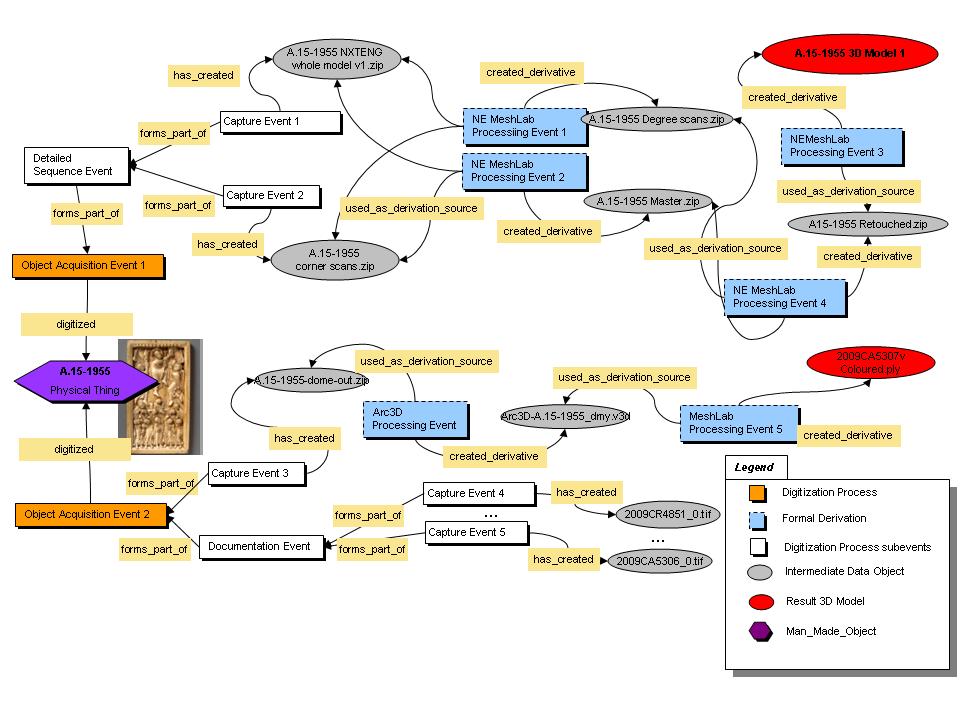 A.15-1955 NXTENG
whole model v1.zip
A.15-1955 3D Model 1
has_created
created_derivative
created_derivative
Capture Event 1
NE MeshLab
Processiing Event 1
A.15-1955 Degree scans.zip
forms_part_of
NEMeshLab
Processing Event 3
Detailed
Sequence Event
NE MeshLab
Processing Event 2
used_as_derivation_source
Capture Event 2
forms_part_of
used_as_derivation_source
A.15-1955 Master.zip
forms_part_of
A15-1955 Retouched.zip
created_derivative
has_created
used_as_derivation_source
created_derivative
A.15-1955
corner scans.zip
Object Acquisition Event 1
NE MeshLab
Processing Event 4
digitized
A.15-1955
Physical Thing
used_as_derivation_source
2009CA5307v
Coloured.ply
A.15-1955-dome-out.zip
used_as_derivation_source
Arc3D
Processing Event
Arc3D-A.15-1955_dmy.v3d
MeshLab
Processing Event 5
has_created
created_derivative
digitized
created_derivative
Legend
Capture Event 3
forms_part_of
Capture Event 4
has_created
Digitization Process
Object Acquisition Event 2
forms_part_of
...
2009CR4851_0.tif
Formal Derivation
Capture Event 5
...
forms_part_of
Documentation Event
forms_part_of
has_created
2009CA5306_0.tif
Digitization Process subevents
Intermediate Data Object
Result 3D Model
Man_Made_Object